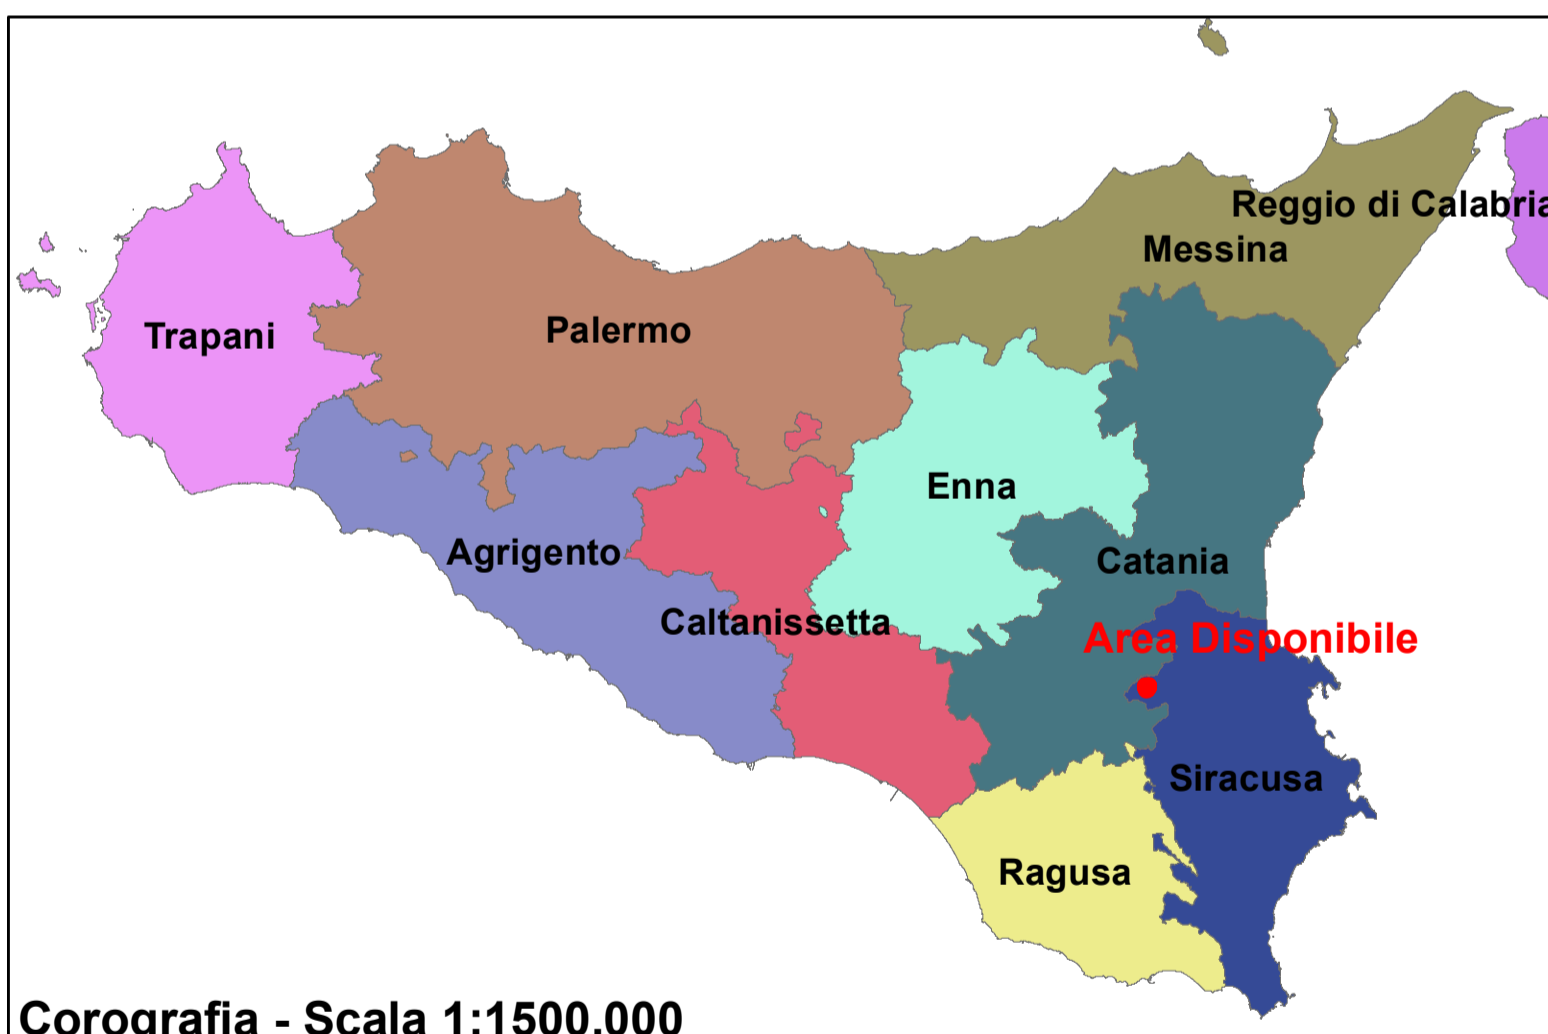 Reggio di Calabria
Messina
Trapani
Palermo
Enna
Agrigento
Catania
Caltanissetta
Area Disponibile
Siracusa
Ragusa
Corografia - Scala 1:1500.000